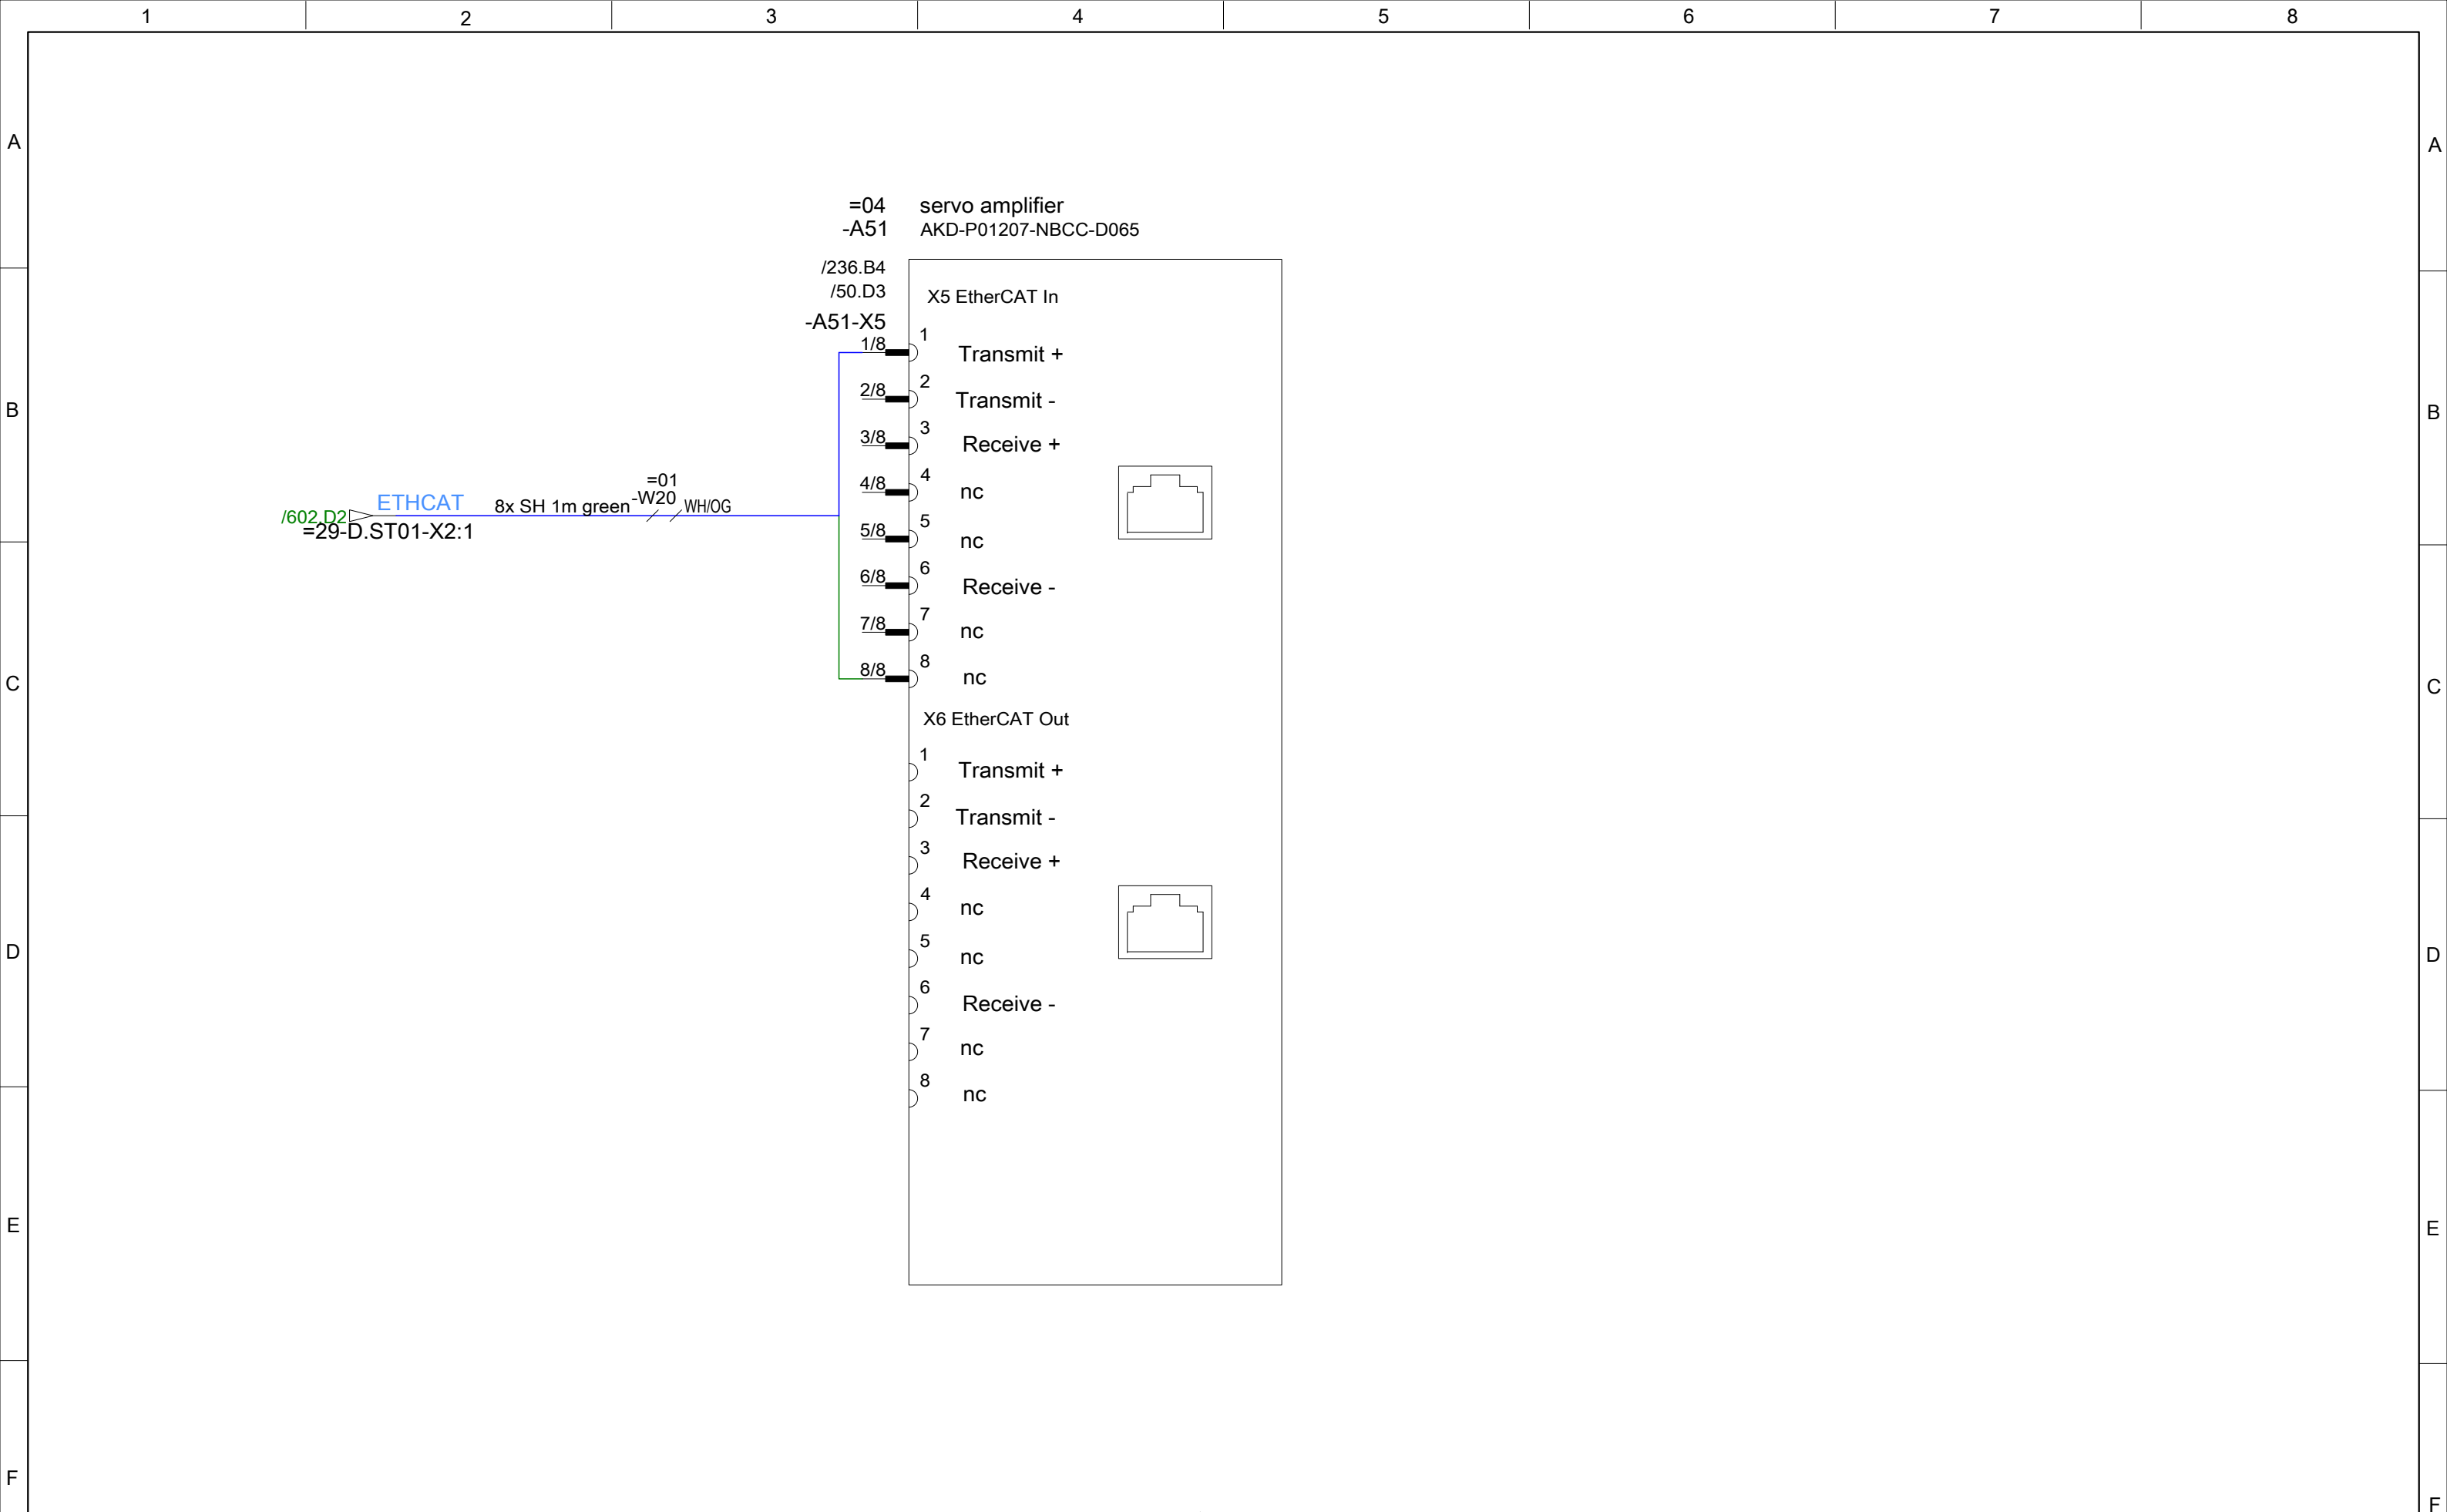 1 2 3 4 5 6 7 8
A A
=04 servo amplifier
-A51 AKD-P01207-NBCC-D065
/236.B4
/50.D3 X5 EtherCAT In
-A51-X5
1/8 1 Transmit +
2/8 2 Transmit -
B B
3/8 3 Receive +
4/8 4 nc
=01
-W20
ETHCAT 8x SH 1m green WH/OG
/602.D2
=29-D.ST01-X2:1
5/8 5 nc
6/8 6 Receive -
7/8 7 nc
8/8 8 nc
C C
X6 EtherCAT Out
1 Transmit +
2 Transmit -
3 Receive +
4 nc
D D
5 nc
6 Receive -
7 nc
8 nc
E E
F F